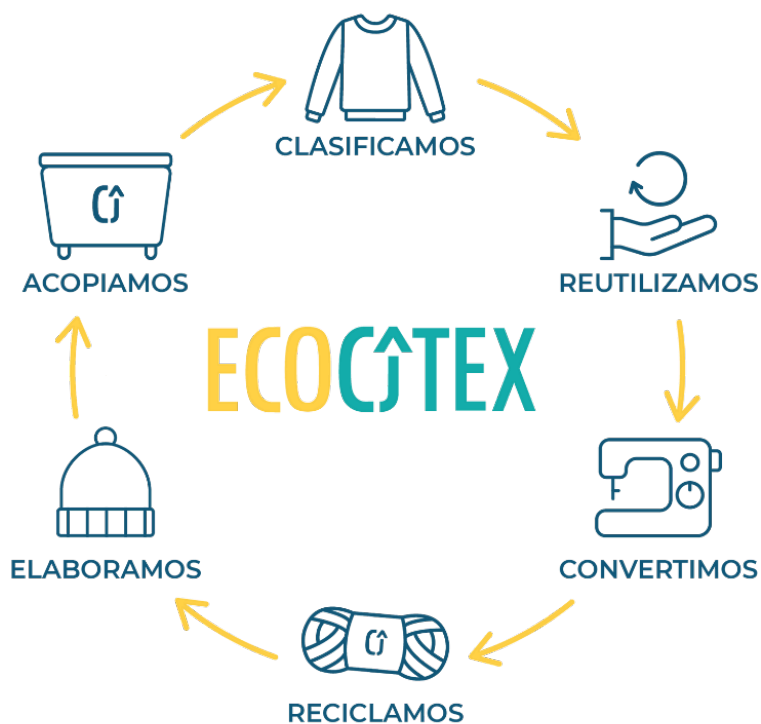 CLASIFICAMOS
ACOPIAMOS
REUTILIZAMOS
ECOCITEX
ELABORAMOS
CONVERTIMOS
RECICLAMOS